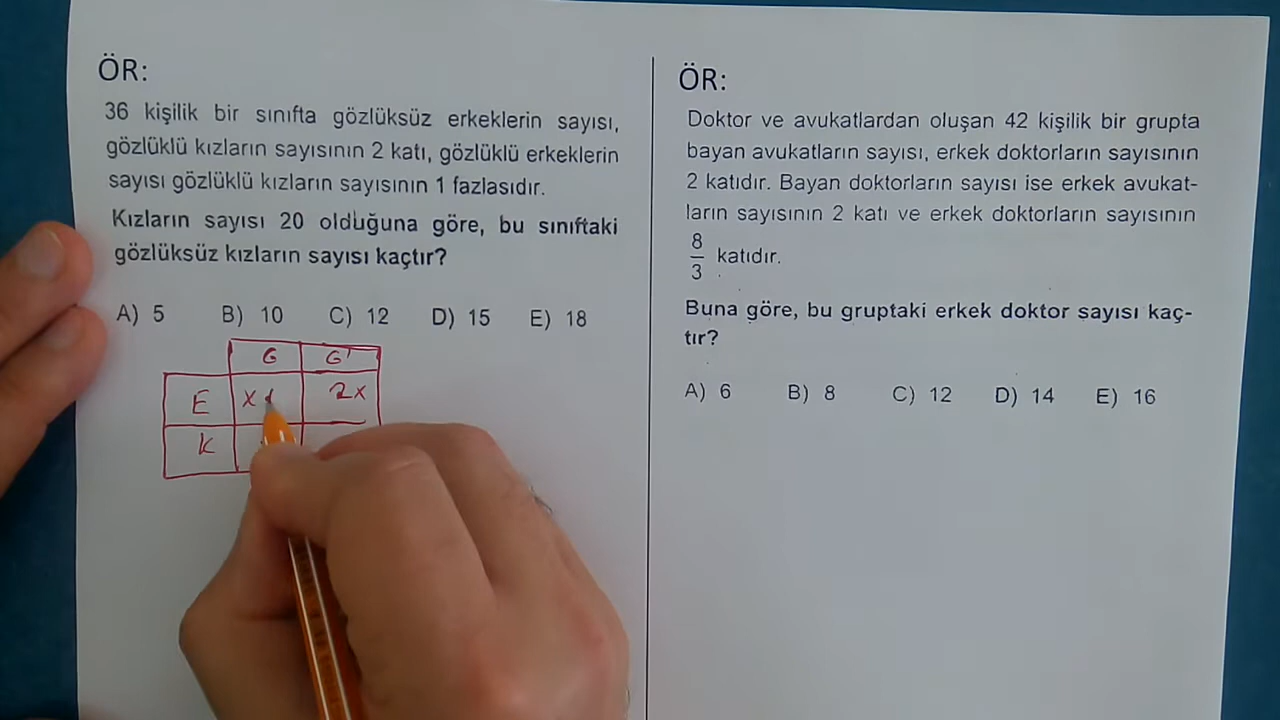 ÖR:
36 kişilik bir sınıfta gözlüksüz erkeklerin sayısı,
gözlüklü kızların sayısının 2 katı, gözlüklü erkeklerin
sayısı gözlüklü kızların sayısının 1 fazlasıdır.
Kızların sayısı 20 olduğuna göre, bu sınıftaki
gözlüksüz kızların sayısı kaçtır?
A) 5 B) 10 C) 12 D) 15 E) 18
G G'
E x 2x
K
ÖR:
Doktor ve avukatlardan oluşan 42 kişilik bir grupta
bayan avukatların sayısı, erkek doktorların sayısının
2 katıdır. Bayan doktorların sayısı ise erkek avukat-
ların sayısının 2 katı ve erkek doktorların sayısının
8
3 katıdır.
Buna göre, bu gruptaki erkek doktor sayısı kaç-
tır?
A) 6 B) 8 C) 12 D) 14 E) 16